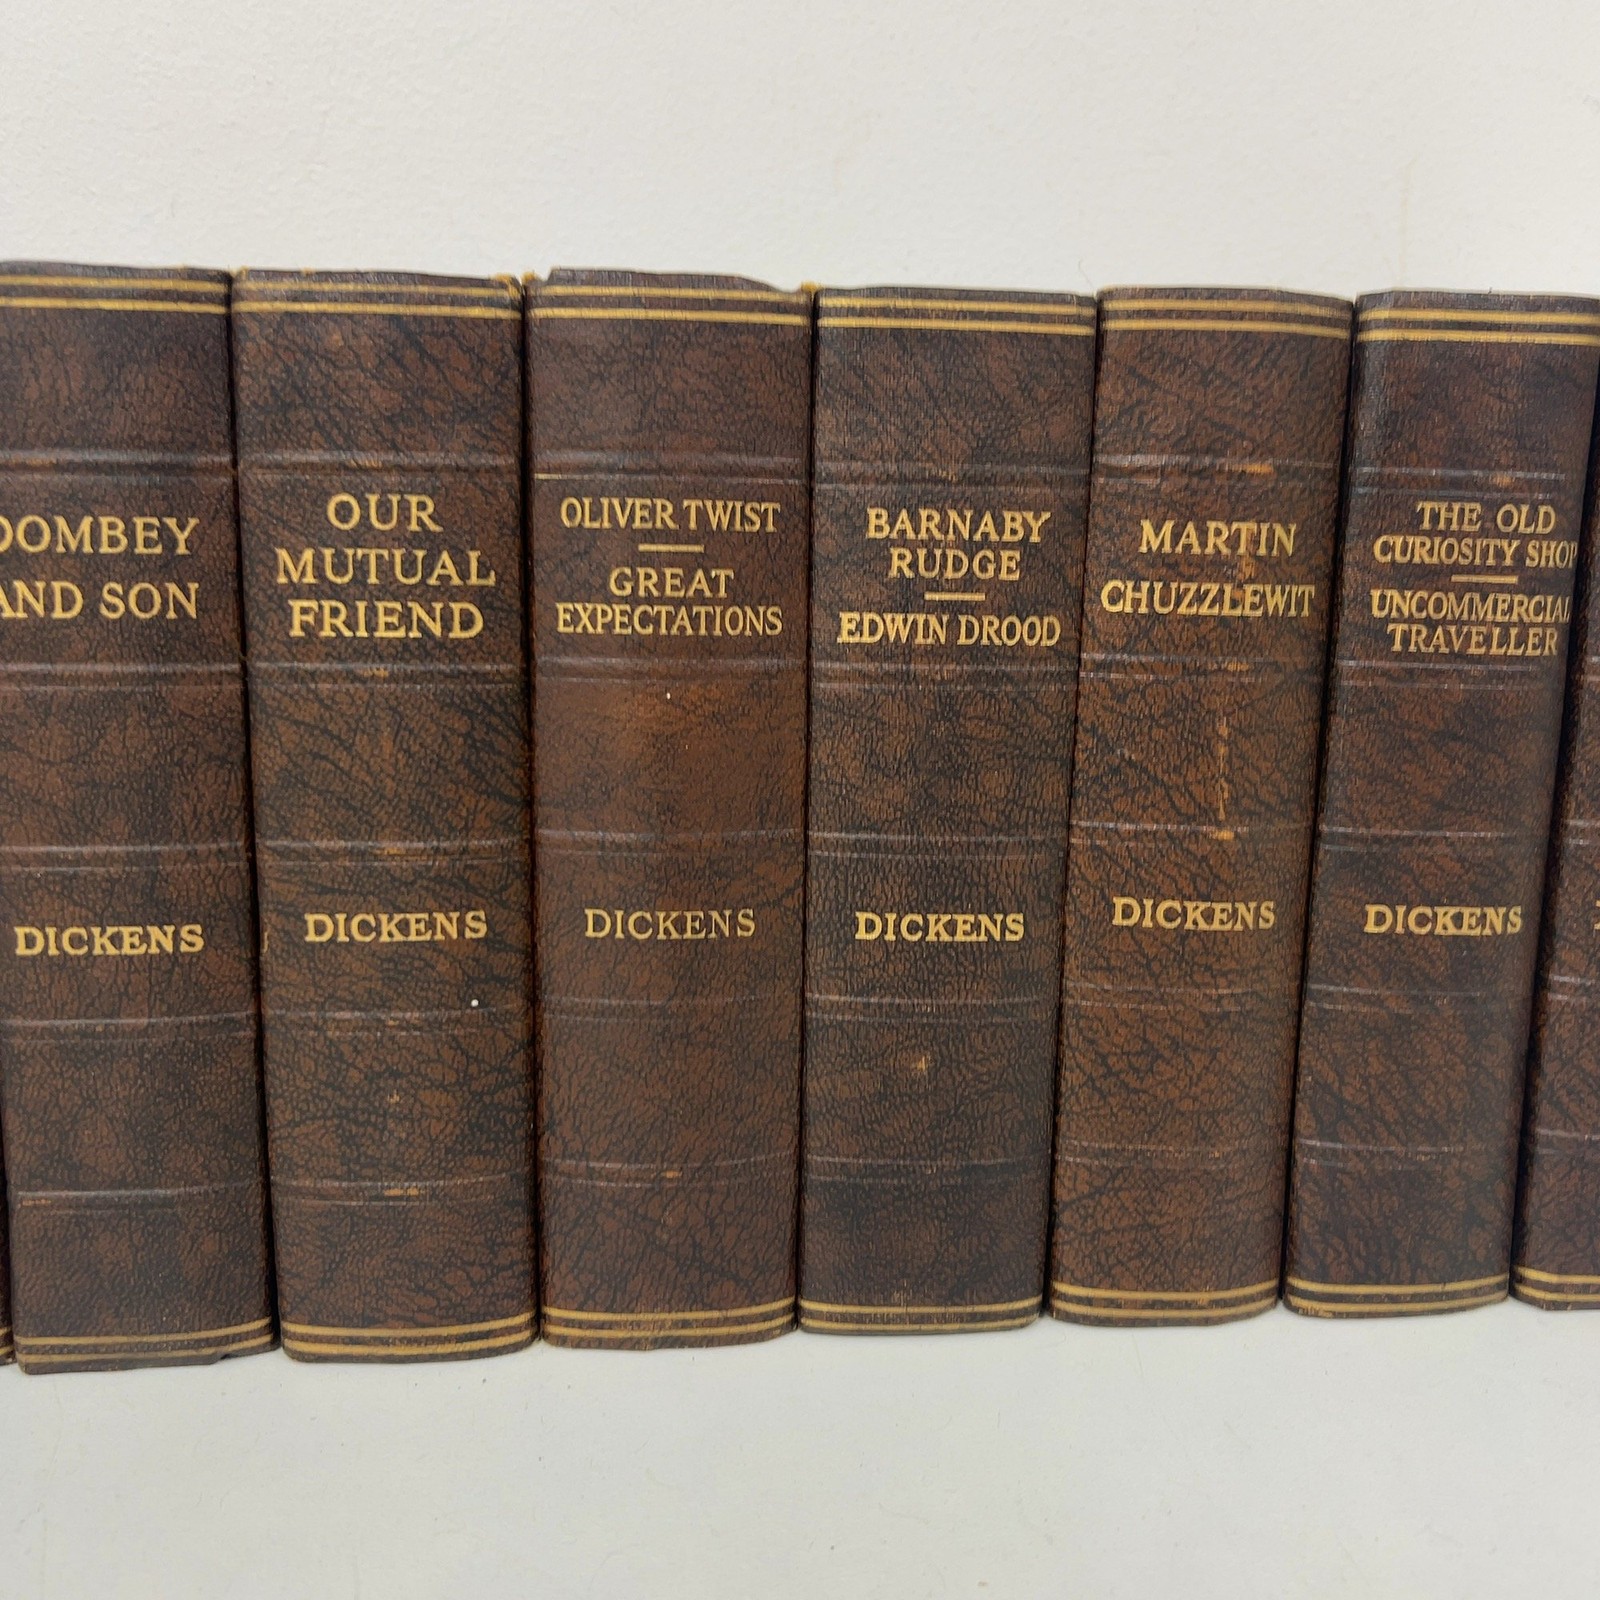 DOMBEY
AND SON
DICKENS
OUR
MUTUAL
FRIEND
DICKENS
OLIVER TWIST
GREAT
EXPECTATIONS
DICKENS
BARNABY
RUDGE
EDWIN DROOD
DICKENS
MARTIN
CHUZZLEWIT
DICKENS
THE OLD
CURIOSITY SHOP
UNCOMMERCIAL
TRAVELLER
DICKENS